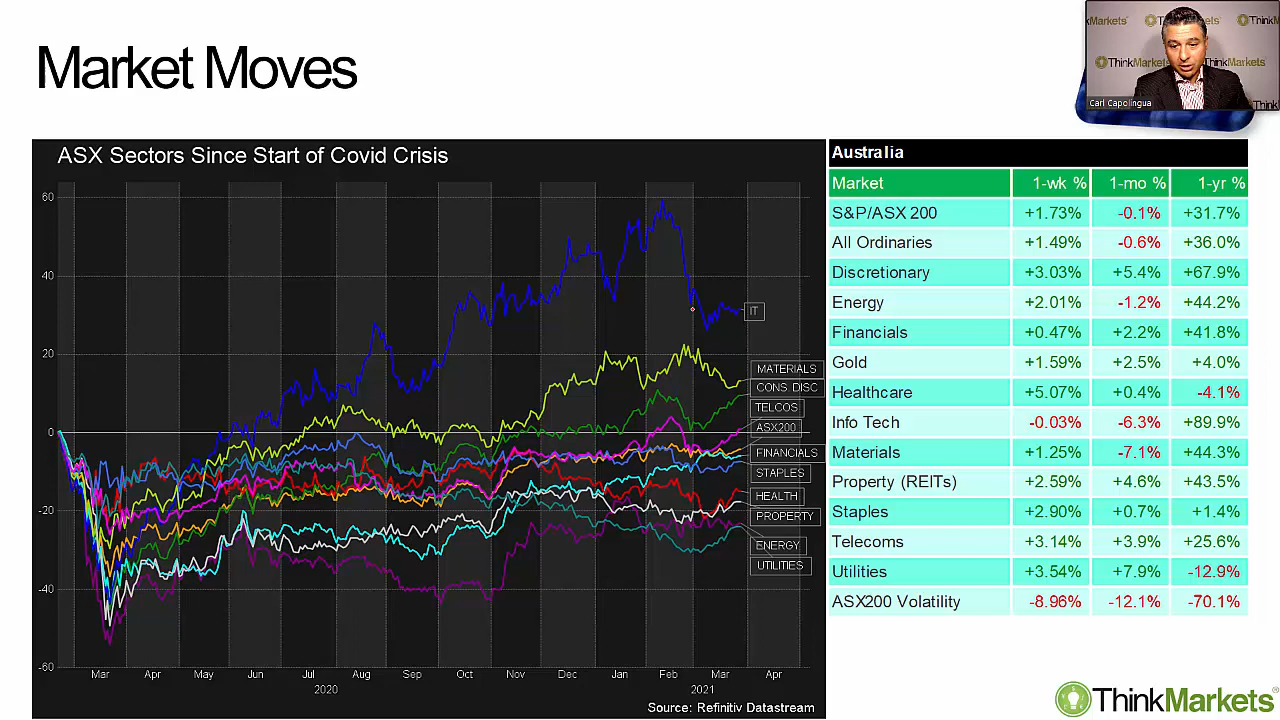 Market Moves
kMarkets
ThinkMarkets
ThinkMarkets
Carl Capolingua
Think
ASX Sectors Since Start of Covid Crisis
60
40
20
0
-20
-40
-60
IT
MATERIALS
CONS DISC
TELCOS
ASX200
FINANCIALS
STAPLES
HEALTH
PROPERTY
ENERGY
UTILITIES
Mar Apr May Jun Jul Aug Sep Oct Nov Dec Jan Feb Mar Apr
2020 2021
Source: Refinitiv Datastream
Australia
Market 1-wk % 1-mo % 1-yr %
S&P/ASX 200 +1.73% -0.1% +31.7%
All Ordinaries +1.49% -0.6% +36.0%
Discretionary +3.03% +5.4% +67.9%
Energy +2.01% -1.2% +44.2%
Financials +0.47% +2.2% +41.8%
Gold +1.59% +2.5% +4.0%
Healthcare +5.07% +0.4% -4.1%
Info Tech -0.03% -6.3% +89.9%
Materials +1.25% -7.1% +44.3%
Property (REITs) +2.59% +4.6% +43.5%
Staples +2.90% +0.7% +1.4%
Telecoms +3.14% +3.9% +25.6%
Utilities +3.54% +7.9% -12.9%
ASX200 Volatility -8.96% -12.1% -70.1%
ThinkMarkets®